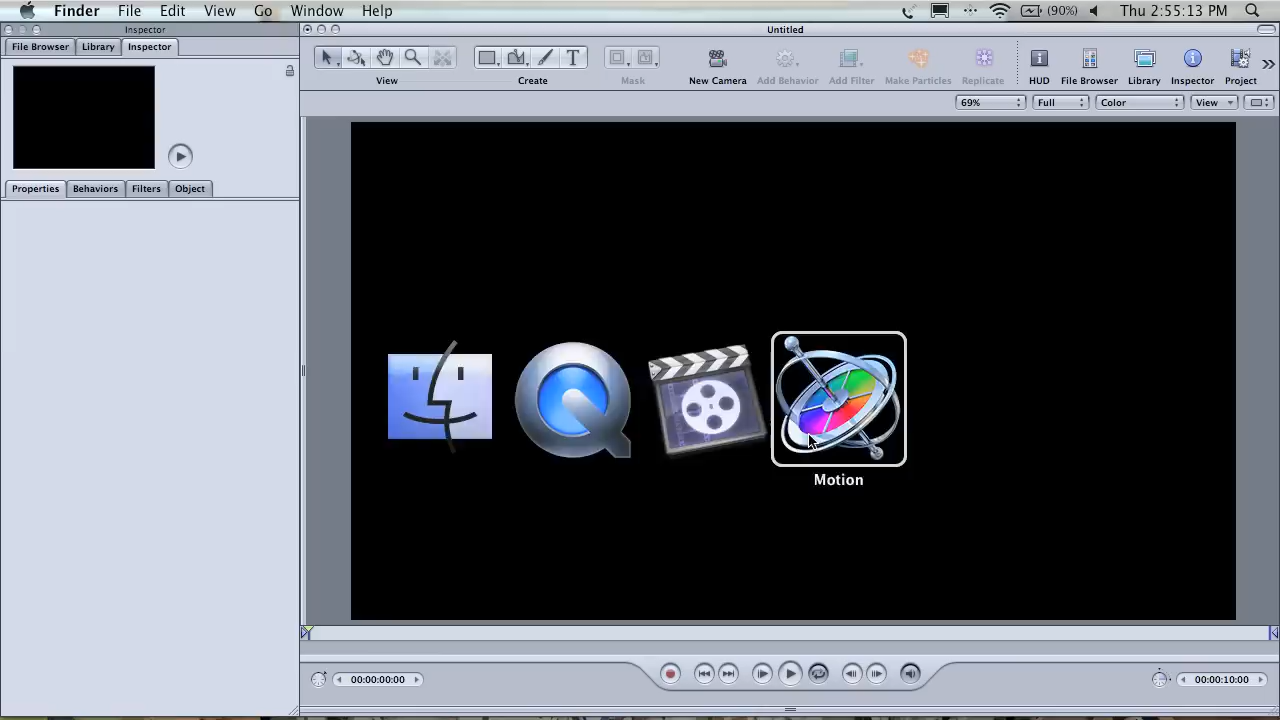 Finder File Edit View Go Window Help (90%) Thu 2:55:13 PM
Inspector Untitled
File Browser Library Inspector
View Create Mask New Camera Add Behavior Add Filter Make Particles Replicate HUD File Browser Library Inspector Project
69% Full Color View
Properties Behaviors Filters Object
Motion
00:00:00:00 00:00:10:00